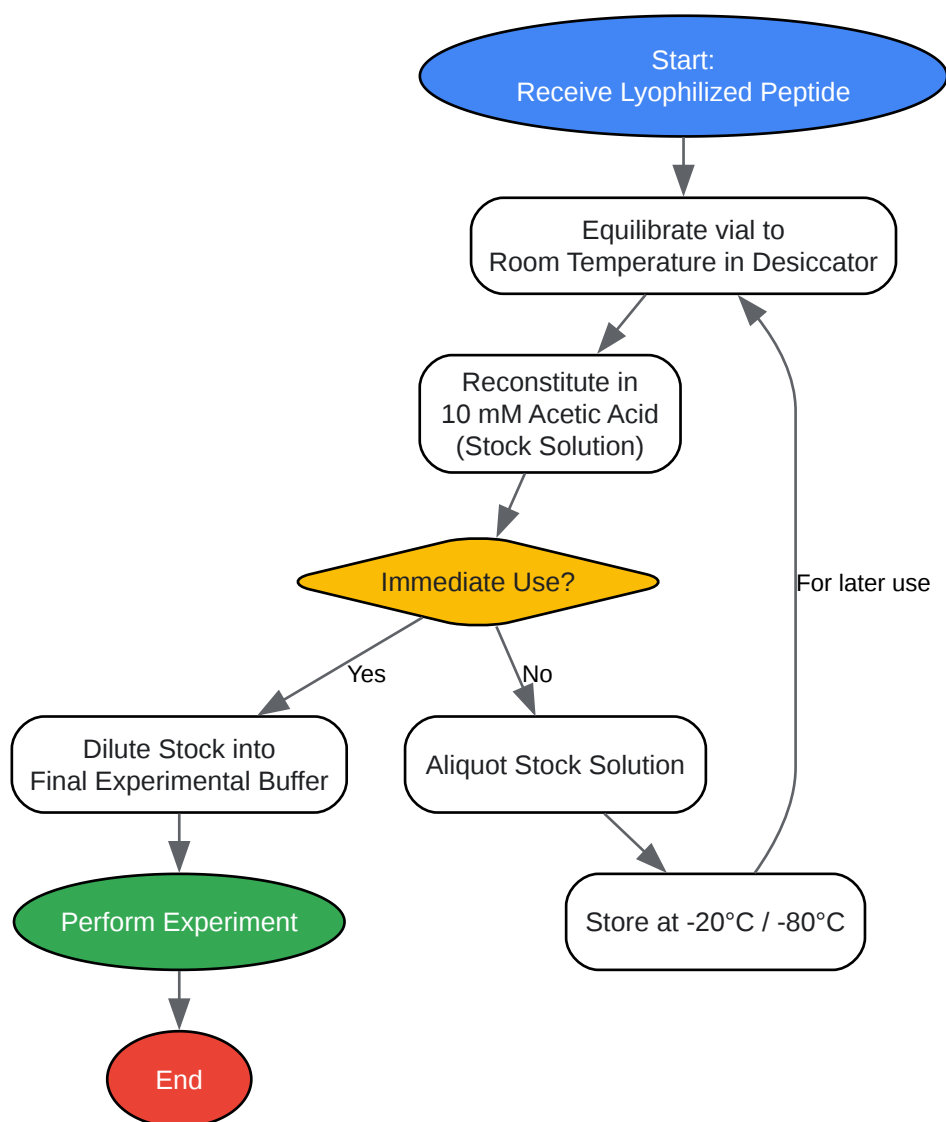 Start:
Receive Lyophilized Peptide
Equilibrate vial to
Room Temperature in Desiccator
Reconstitute in
10 mM Acetic Acid
(Stock Solution)
Immediate Use?
For later use
Yes
No
Dilute Stock into
Final Experimental Buffer
Aliquot Stock Solution
Perform Experiment
Store at -20°C / -80°C
End